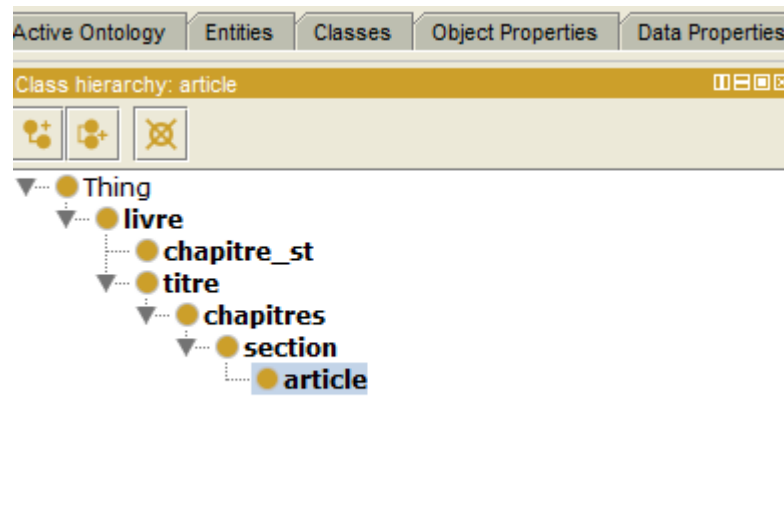 Active Ontology Entities Classes Object Properties Data Properties
Class hierarchy: article
Thing
livre
chapitre_st
titre
chapitres
section
article